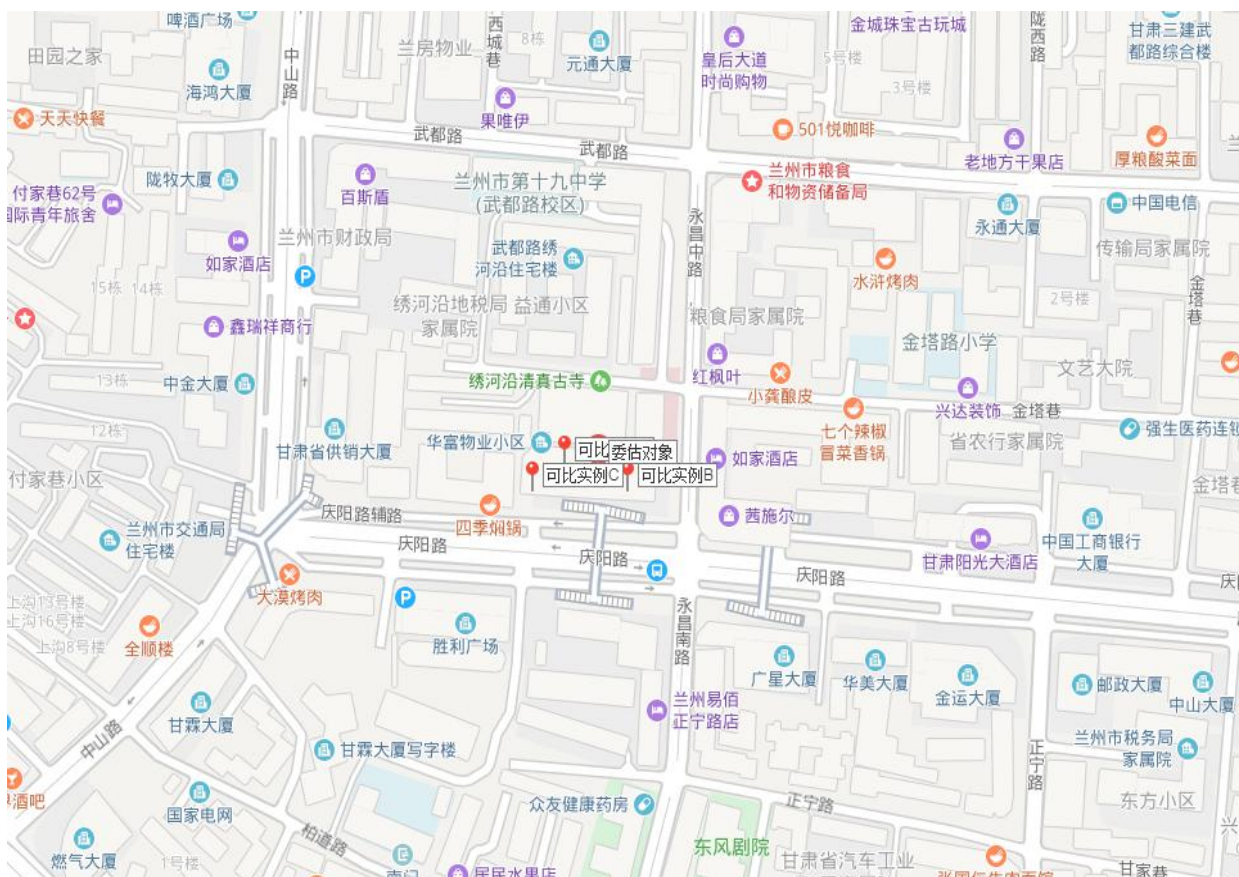 啤酒广场
田园之家
海鸿大厦
中山路
兰房物业
西城巷
8栋
元通大厦
皇后大道
时尚购物
金城珠宝古玩城
5号楼
3号楼
陇西路
甘肃三建武
都路综合楼
天天快餐
果唯伊
武都路
武都路
501悦咖啡
老地方干果店
厚粮酸菜面
陇牧大厦
百斯盾
兰州市第十九中学
(武都路校区)
兰州市粮食
和物资储备局
付家巷62号
国际青年旅舍
兰州市财政局
如家酒店
武都路绣
河沿住宅楼
永昌中路
永通大厦
中国电信
传输局家属院
水浒烤肉
15栋
14栋
绣河沿地税局
家属院
益通小区
粮食局家属院
2号楼
金塔巷
鑫瑞祥商行
金塔路小学
文艺大院
13栋
中金大厦
绣河沿清真古寺
红枫叶
小龚酿皮
兴达装饰
金塔巷
12栋
甘肃省供销大厦
华富物业小区
七个辣椒
冒菜香锅
省农行家属院
强生医药连锁
可比
委估对象
可比实例C
可比实例B
如家酒店
付家巷小区
金塔巷
庆阳路辅路
四季焖锅
茜施尔
兰州市交通局
住宅楼
庆阳路
庆阳路
庆阳路
甘肃阳光大酒店
中国工商银行
大厦
大漠烤肉
上沟13号楼
上沟16号楼
上沟8号楼
全顺楼
胜利广场
永昌南路
广星大厦
华美大厦
金运大厦
邮政大厦
中山大厦
甘霖大厦
兰州易佰
正宁路店
中山路
甘霖大厦写字楼
正宁路
兰州市税务局
家属院
国家电网
众友健康药房
正宁路
东方小区
柏道路
燃气大厦
1号楼
东风剧院
甘肃省汽车工业
居民水果店
甘家巷